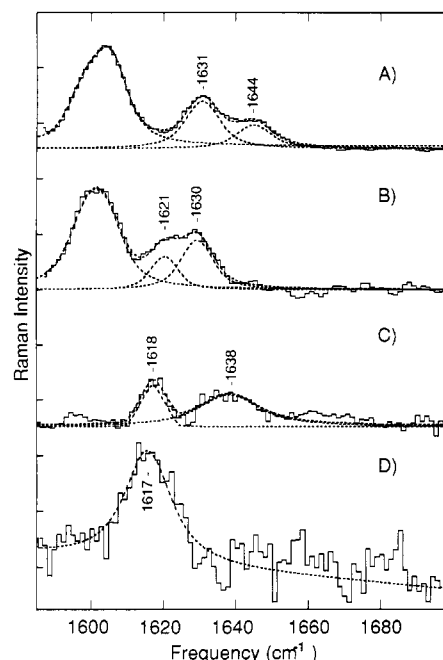 -1631
-1644
A)
-1621
-1630
B)
-1618
-1638
C)
1617 -
D)
Raman Intensity
1600 1620 1640 1660 1680
Frequency (cm⁻¹)